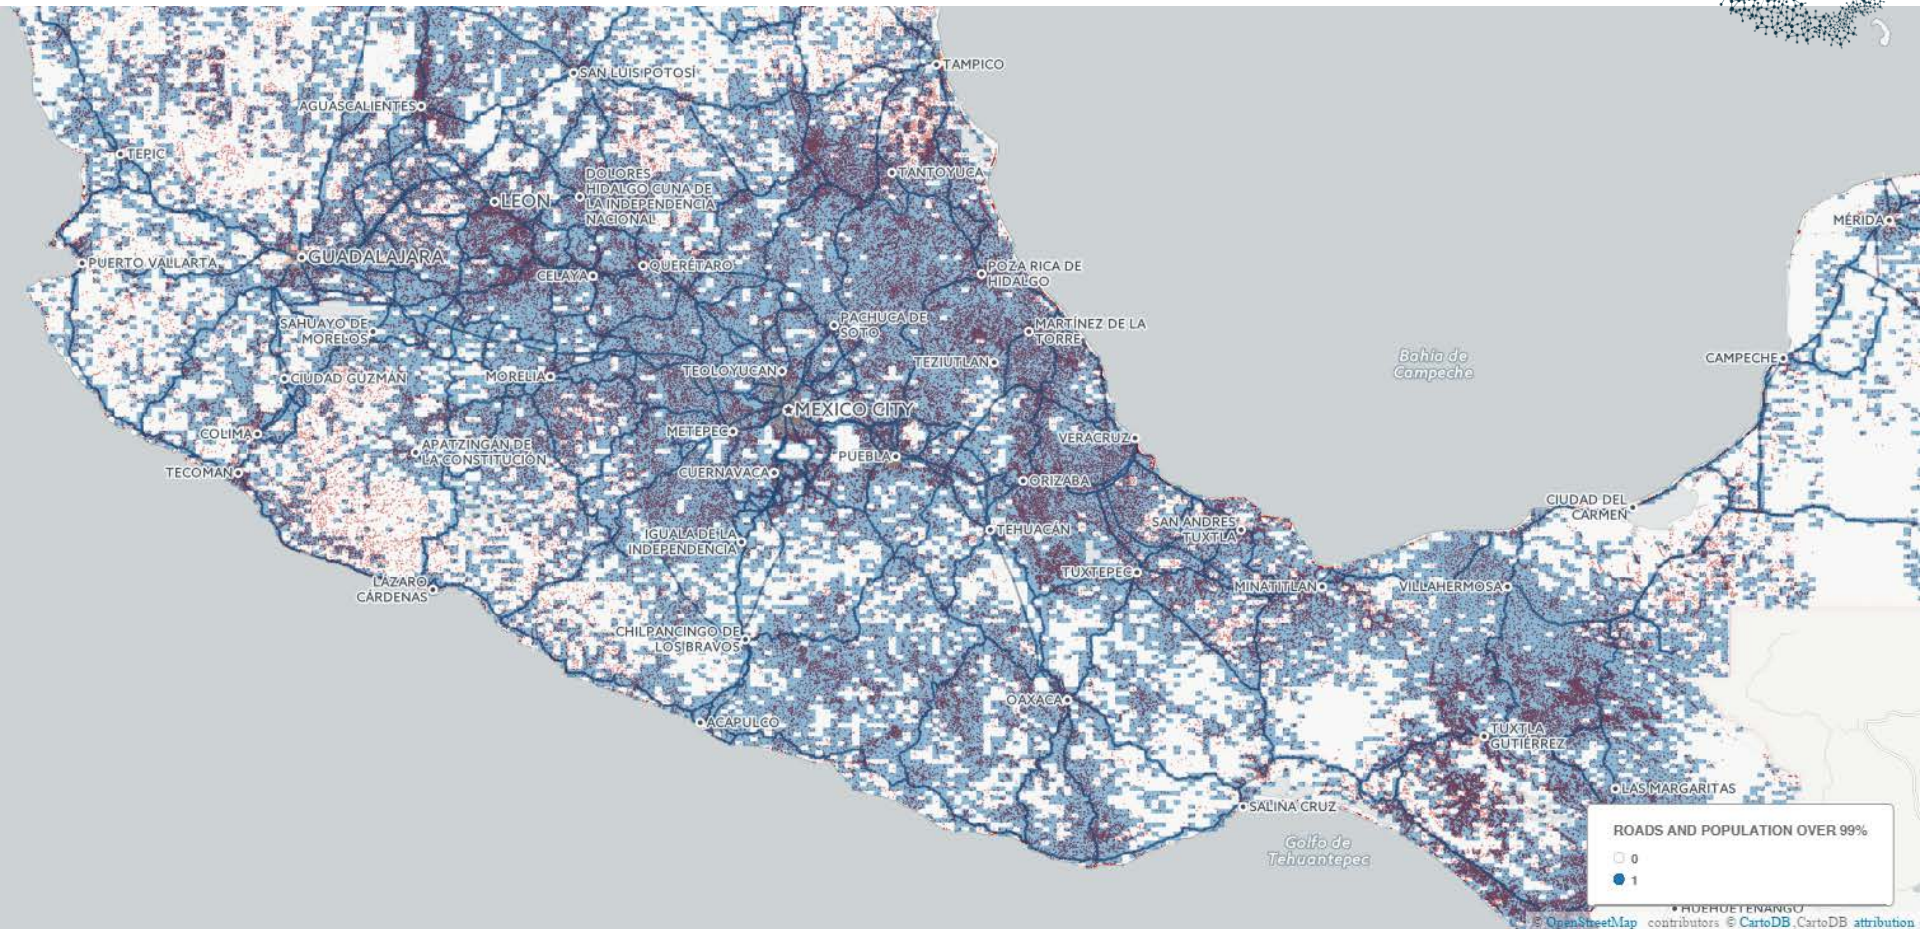 TAMPICO
SAN LUIS POTOSÍ
AGUASCALIENTES
TEPIC
TANTOYUCA
DOLORES
HIDALGO CUNA DE
LA INDEPENDENCIA
NACIONAL
LEÓN
MÉRIDA
GUADALAJARA
PUERTO VALLARTA
QUERÉTARO
CELAYA
POZA RICA DE
HIDALGO
PACHUCA DE
SOTO
SAHUAYO DE
MORELOS
MARTÍNEZ DE LA
TORRE
Bahía de
Campeche
CAMPECHE
TEZIUTLAN
TEOLOYUCAN
CIUDAD GUZMÁN
MORELIA
MEXICO CITY
METEPEC
COLIMA
VERACRUZ
APATZINGÁN DE
LA CONSTITUCIÓN
PUEBLA
TECOMAN
CUERNAVACA
ORIZABA
CIUDAD DEL
CARMEN
SAN ANDRES
TUXTLA
TEHUACÁN
IGUALA DE LA
INDEPENDENCIA
TUXTEPEC
LÁZARO
CÁRDENAS
MINATITLAN
VILLAHERMOSA
CHILPANCINGO DE
LOS BRAVOS
OAXACA
ACAPULCO
TUXTLA
GUTIÉRREZ
LAS MARGARITAS
SALINA CRUZ
Golfo de
Tehuantepec
ROADS AND POPULATION OVER 99%
0
1
HUEHUETENANGO
© OpenStreetMap contributors © CartoDB, CartoDB attribution